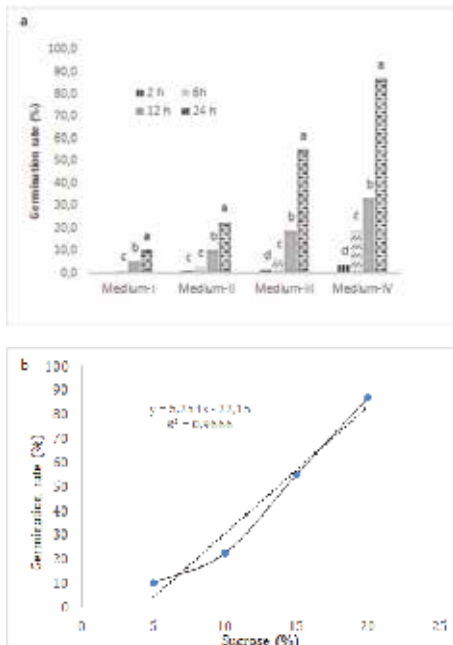 a
100,0
90,0
80,0
70,0
60,0
50,0
40,0
30,0
20,0
10,0
0,0
Germination rate (%)
2 h 6h
12 h 24 h
c b a
c c b a
d c b a
d c b a
Medium-I Medium-II Medium-III Medium-IV
b
100
90
80
70
60
50
40
30
20
10
0
Germination rate (%)
0 5 10 15 20 25
Sucrose (%)